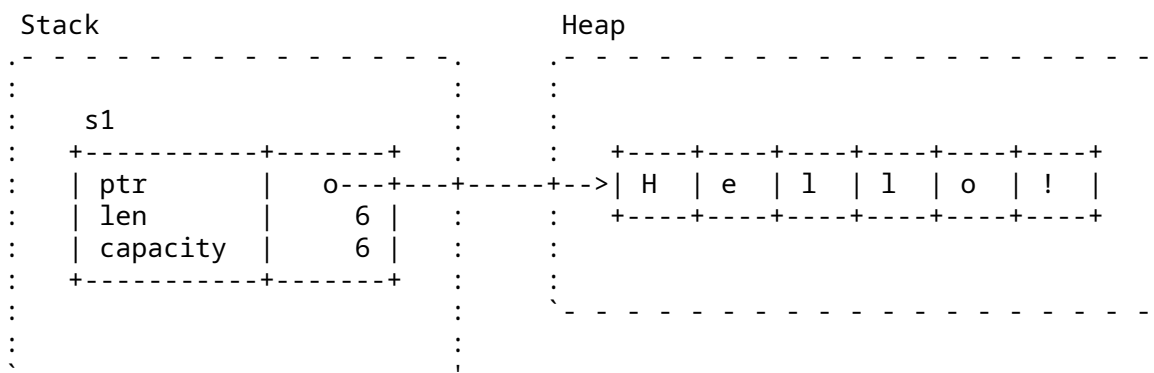 Stack Heap
s1
ptr o H e l l o !
len 6
capacity 6